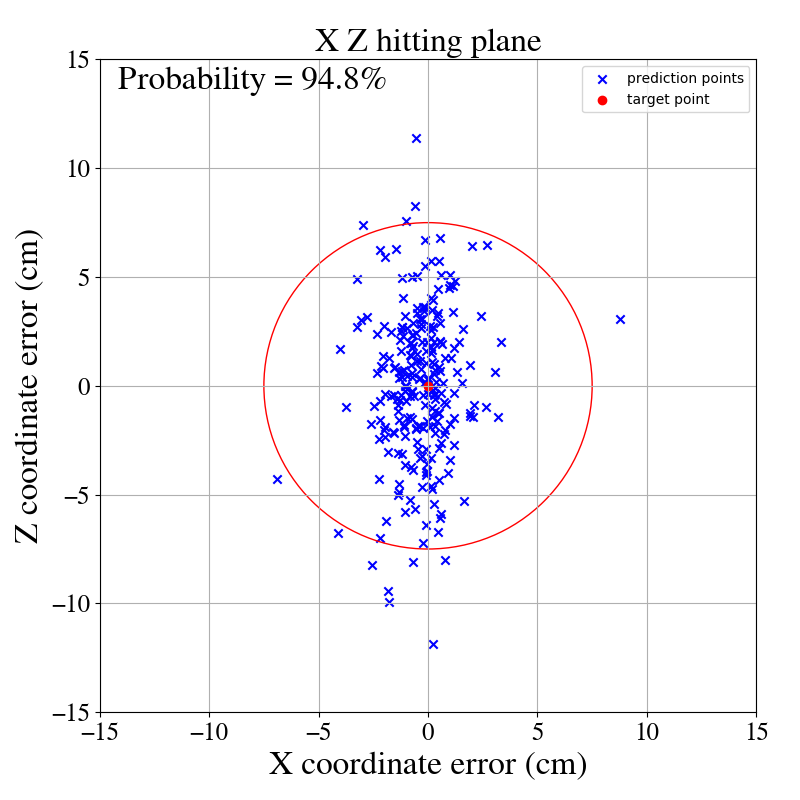 X Z hitting plane
Probability = 94.8%
prediction points
target point
15
10
5
0
−5
−10
−15
Z coordinate error (cm)
−15 −10 −5 0 5 10 15
X coordinate error (cm)